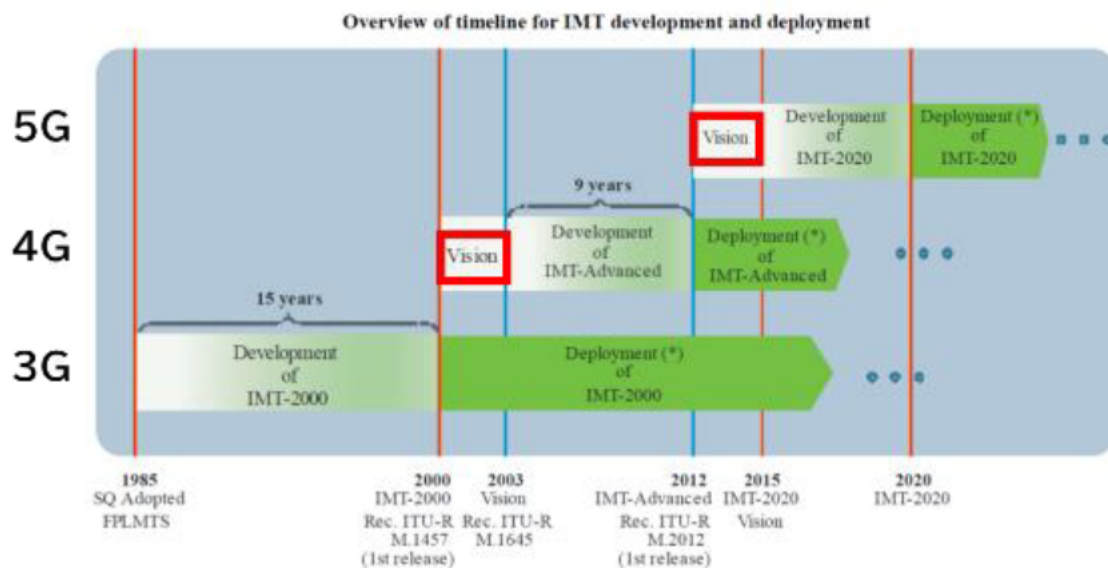 Overview of timeline for IMT development and deployment
5G
Vision
Development
of
IMT-2020
Deployment (*)
of
IMT-2020
9 years
4G
Vision
Development
of
IMT-Advanced
Deployment (*)
of
IMT-Advanced
15 years
3G
Development
of
IMT-2000
Deployment (*)
of
IMT-2000
1985
SQ Adopted
FPLMTS
2000
IMT-2000
Rec. ITU-R
M.1457
(1st release)
2003
Vision
Rec. ITU-R
M.1645
2012
IMT-Advanced
Rec. ITU-R
M.2012
(1st release)
2015
IMT-2020
Vision
2020
IMT-2020